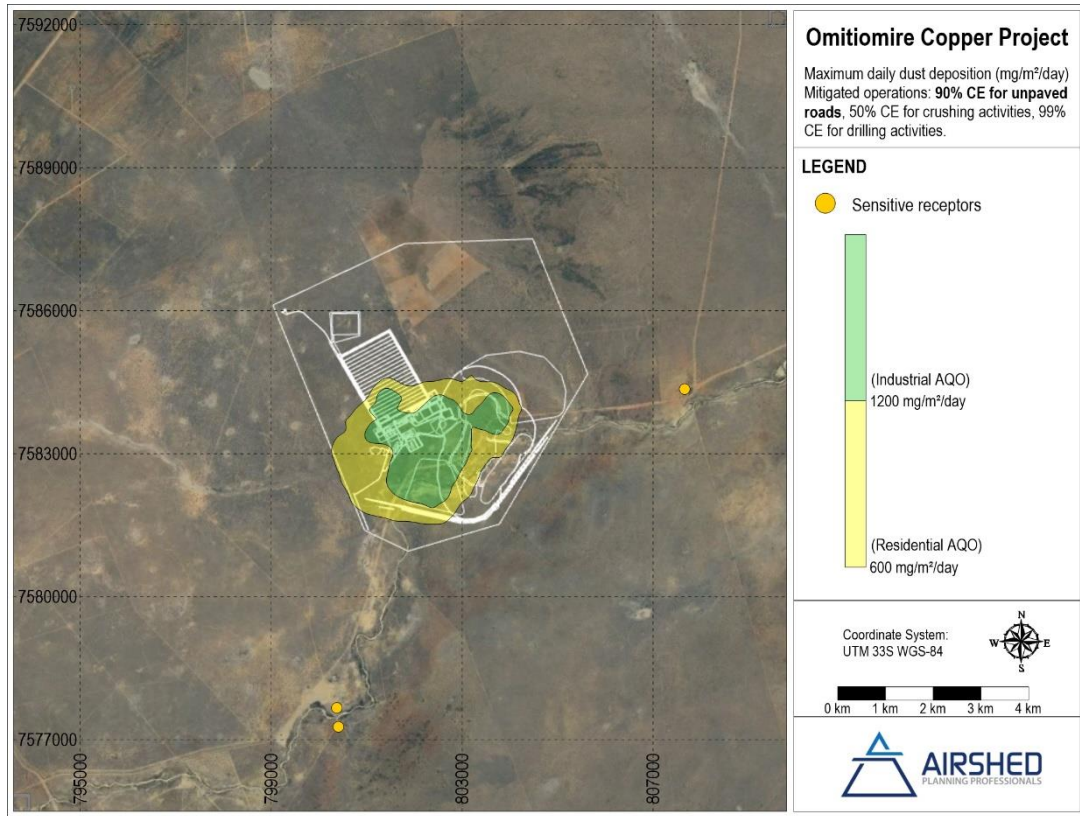 7592000
7589000
7586000
7583000
7580000
7577000
795000
799000
803000
807000
Omitiomire Copper Project
Maximum daily dust deposition (mg/m²/day)
Mitigated operations: 90% CE for unpaved
roads, 50% CE for crushing activities, 99%
CE for drilling activities.
LEGEND
Sensitive receptors
(Industrial AQO)
1200 mg/m²/day
(Residential AQO)
600 mg/m²/day
Coordinate System:
UTM 33S WGS-84
N
W E
S
0 km 1 km 2 km 3 km 4 km
AIRSHED
PLANNING PROFESSIONALS